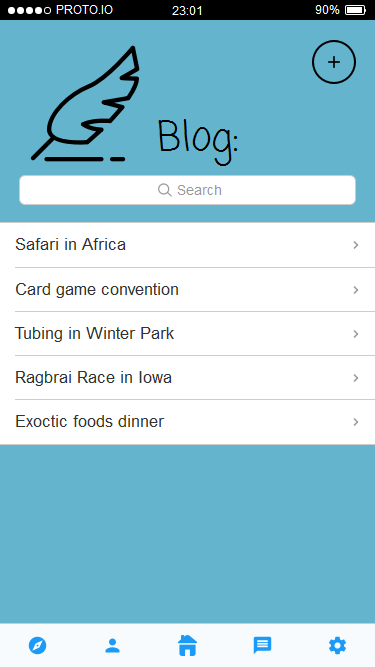 PROTO.IO 23:01 90%
Blog:
Search
Safari in Africa
Card game convention
Tubing in Winter Park
Ragbrai Race in Iowa
Exoctic foods dinner